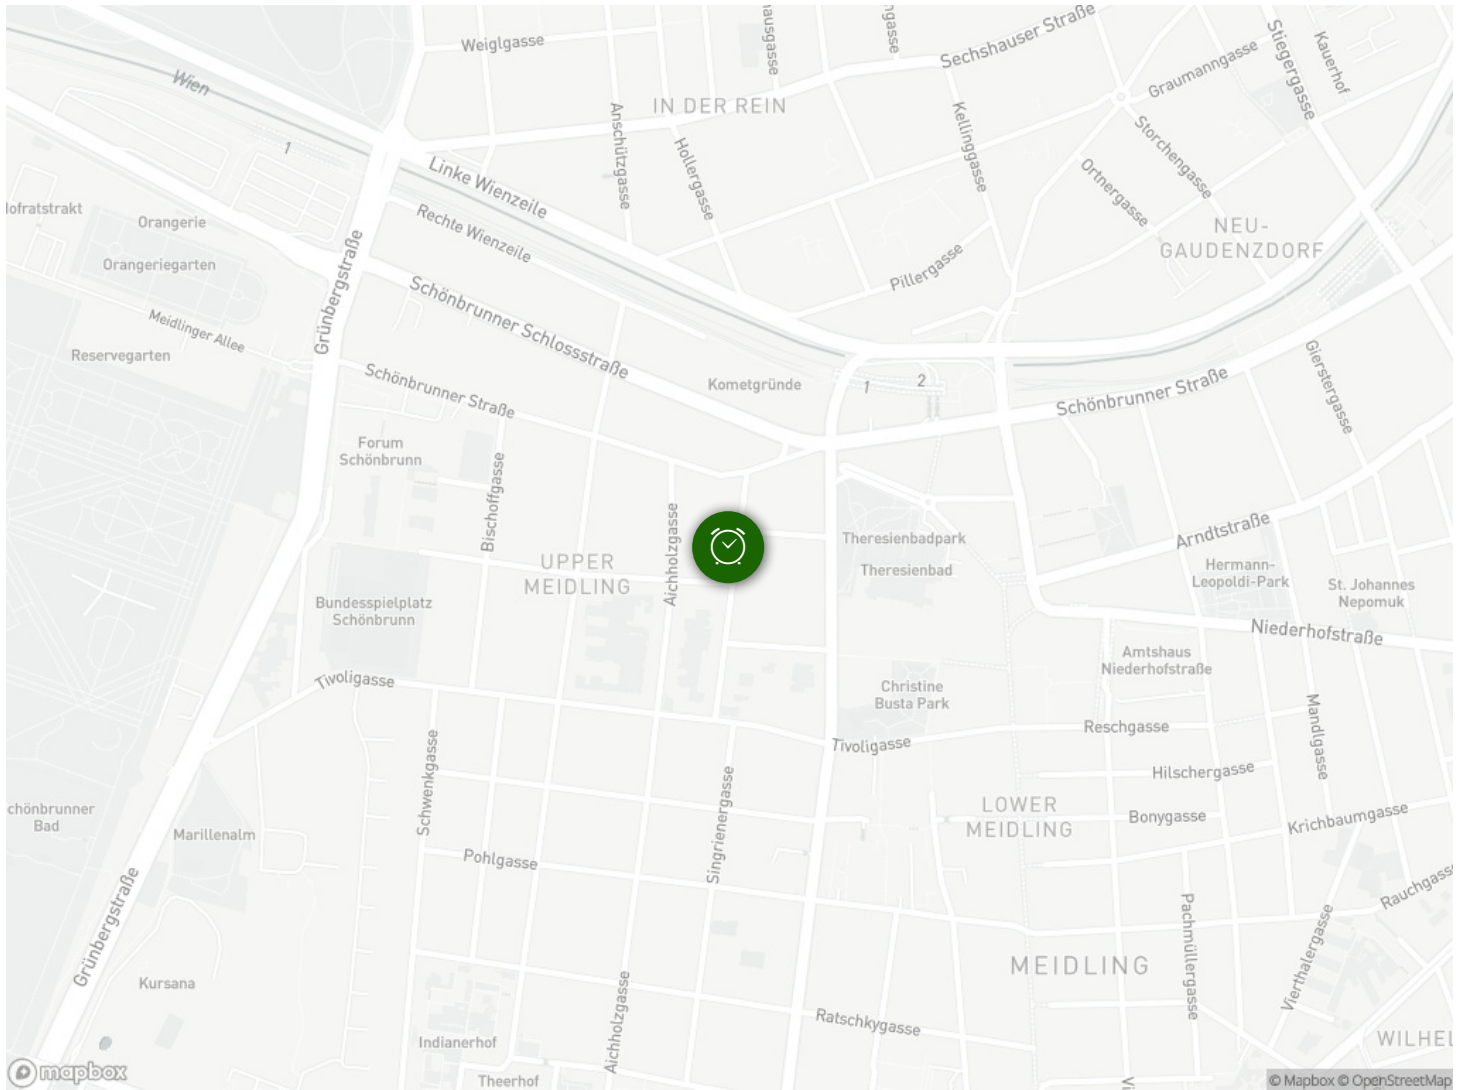 Weiglgasse
Sechshauser Straße
Stiegergasse
Kauerhof
Graumanngasse
Wien
IN DER REIN
Anschützgasse
Hollergasse
Kellinggasse
Storchengasse
Ortnergasse
1
Linke Wienzeile
Rechte Wienzeile
Orangerie
Orangeriegarten
NEU-
GAUDENZDORF
Pillergasse
Grünbergstraße
Schönbrunner Schlossstraße
Meidlinger Allee
Reservegarten
Schönbrunner Straße
Kometgründe
1
2
Schönbrunner Straße
Gierstergasse
Forum
Schönbrunn
Bischoffgasse
Aichholzgasse
UPPER
MEIDLING
Theresienbadpark
Theresienbad
Arndtstraße
Hermann-
Leopoldi-Park
St. Johannes
Nepomuk
Bundesspielplatz
Schönbrunn
Niederhofstraße
Amtshaus
Niederhofstraße
Tivoligasse
Christine
Busta Park
Mandlgasse
Reschgasse
Tivoligasse
Hilschergasse
Schwenkgasse
Singrienergasse
LOWER
MEIDLING
Bonygasse
Krichbaumgasse
Bad
Marillenalm
Pohlgasse
Grünbergstraße
Pachmüllergasse
Vierthalergasse
MEIDLING
Kursana
Aichholzgasse
Ratschkygasse
Indianerhof
Theerhof
mapbox
© Mapbox © OpenStreetMap